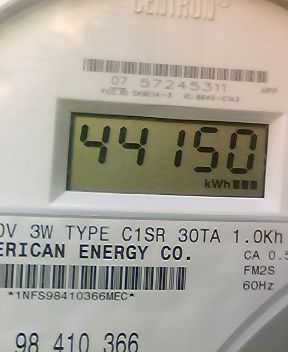 CENTRON
07 57245311
44150
kWh
3W TYPE C1SR 30TA 1.0Kh
ERICAN ENERGY CO.
CA 0.5
FM2S
*1NFS98410366MEC*
60Hz
98 410 366